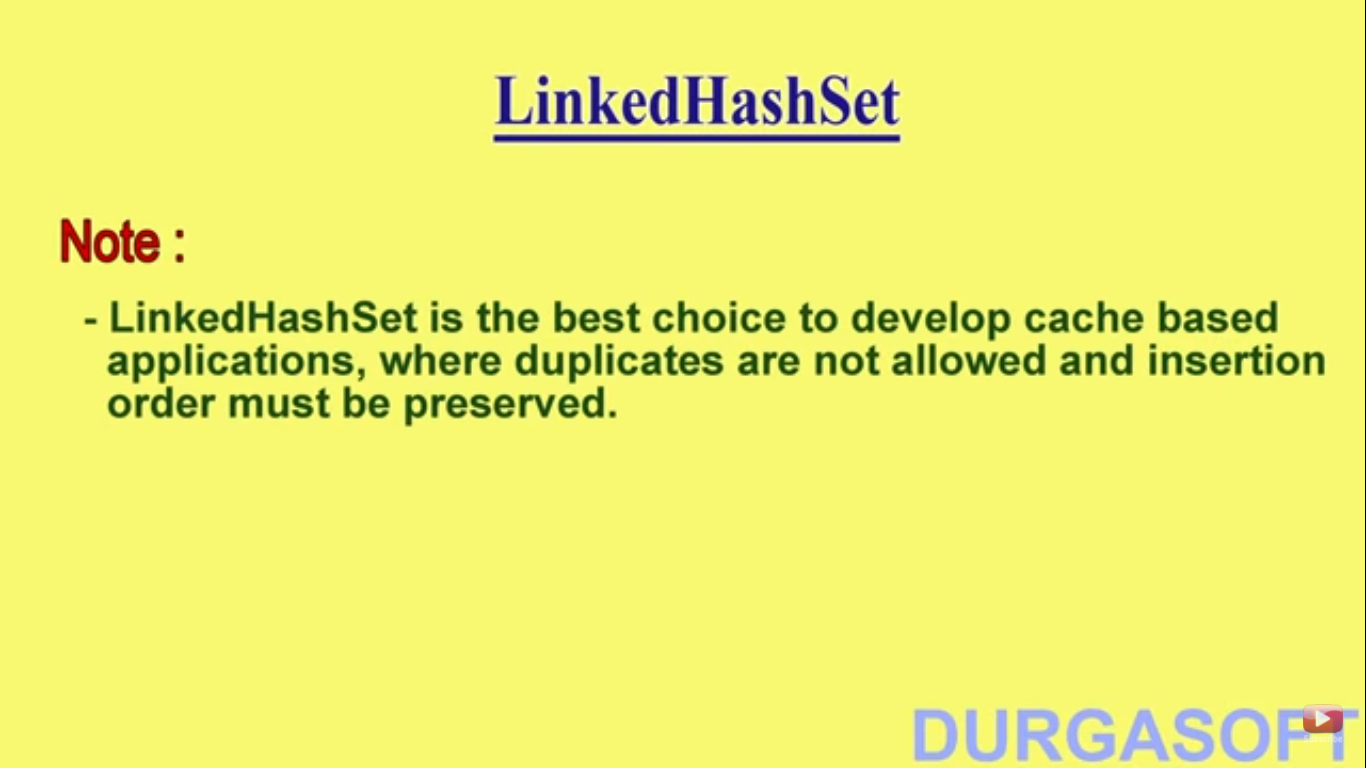 LinkedHashSet
Note :
- LinkedHashSet is the best choice to develop cache based
applications, where duplicates are not allowed and insertion
order must be preserved.
DURGASOFT